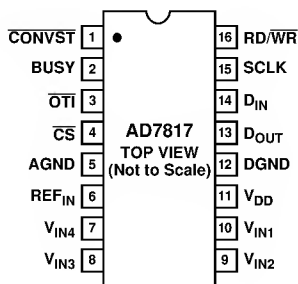 CONVST 1
BUSY 2
OTI 3
CS 4
AGND 5
REFIN 6
VIN4 7
VIN3 8
AD7817
TOP VIEW
(Not to Scale)
16 RD/WR
15 SCLK
14 DIN
13 DOUT
12 DGND
11 VDD
10 VIN1
9 VIN2